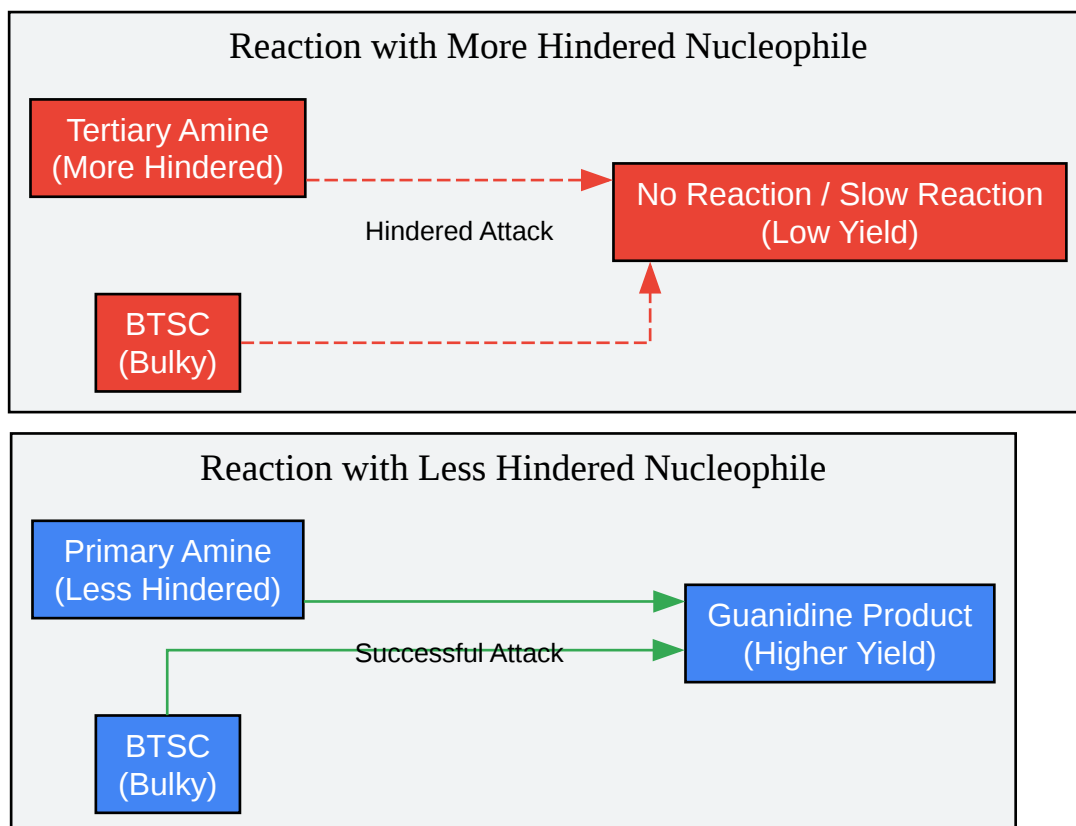 Reaction with More Hindered Nucleophile
Tertiary Amine
(More Hindered)
No Reaction / Slow Reaction
(Low Yield)
Hindered Attack
BTSC
(Bulky)
Reaction with Less Hindered Nucleophile
Primary Amine
(Less Hindered)
Guanidine Product
(Higher Yield)
Successful Attack
BTSC
(Bulky)